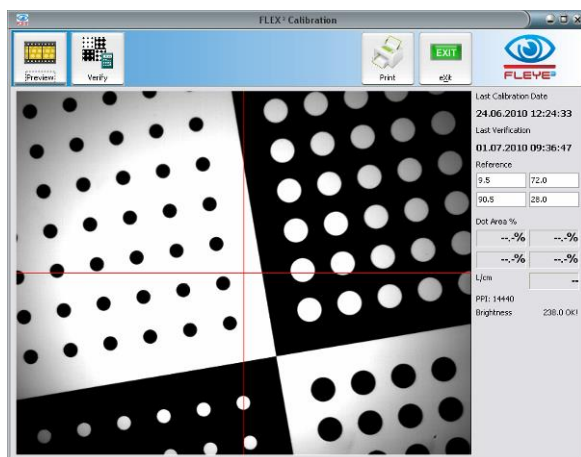 FLEX³ Calibration
Preview
Verify
Print
EXIT
eXit
FLEYE³
Last Calibration Date
24.06.2010 12:24:33
Last Verification
01.07.2010 09:36:47
Reference
9.5 72.0
90.5 28.0
Dot Area %
--.-% --.-%
--.-% --.-%
L/cm --
PPI: 14440
Brightness 238.0 OK!